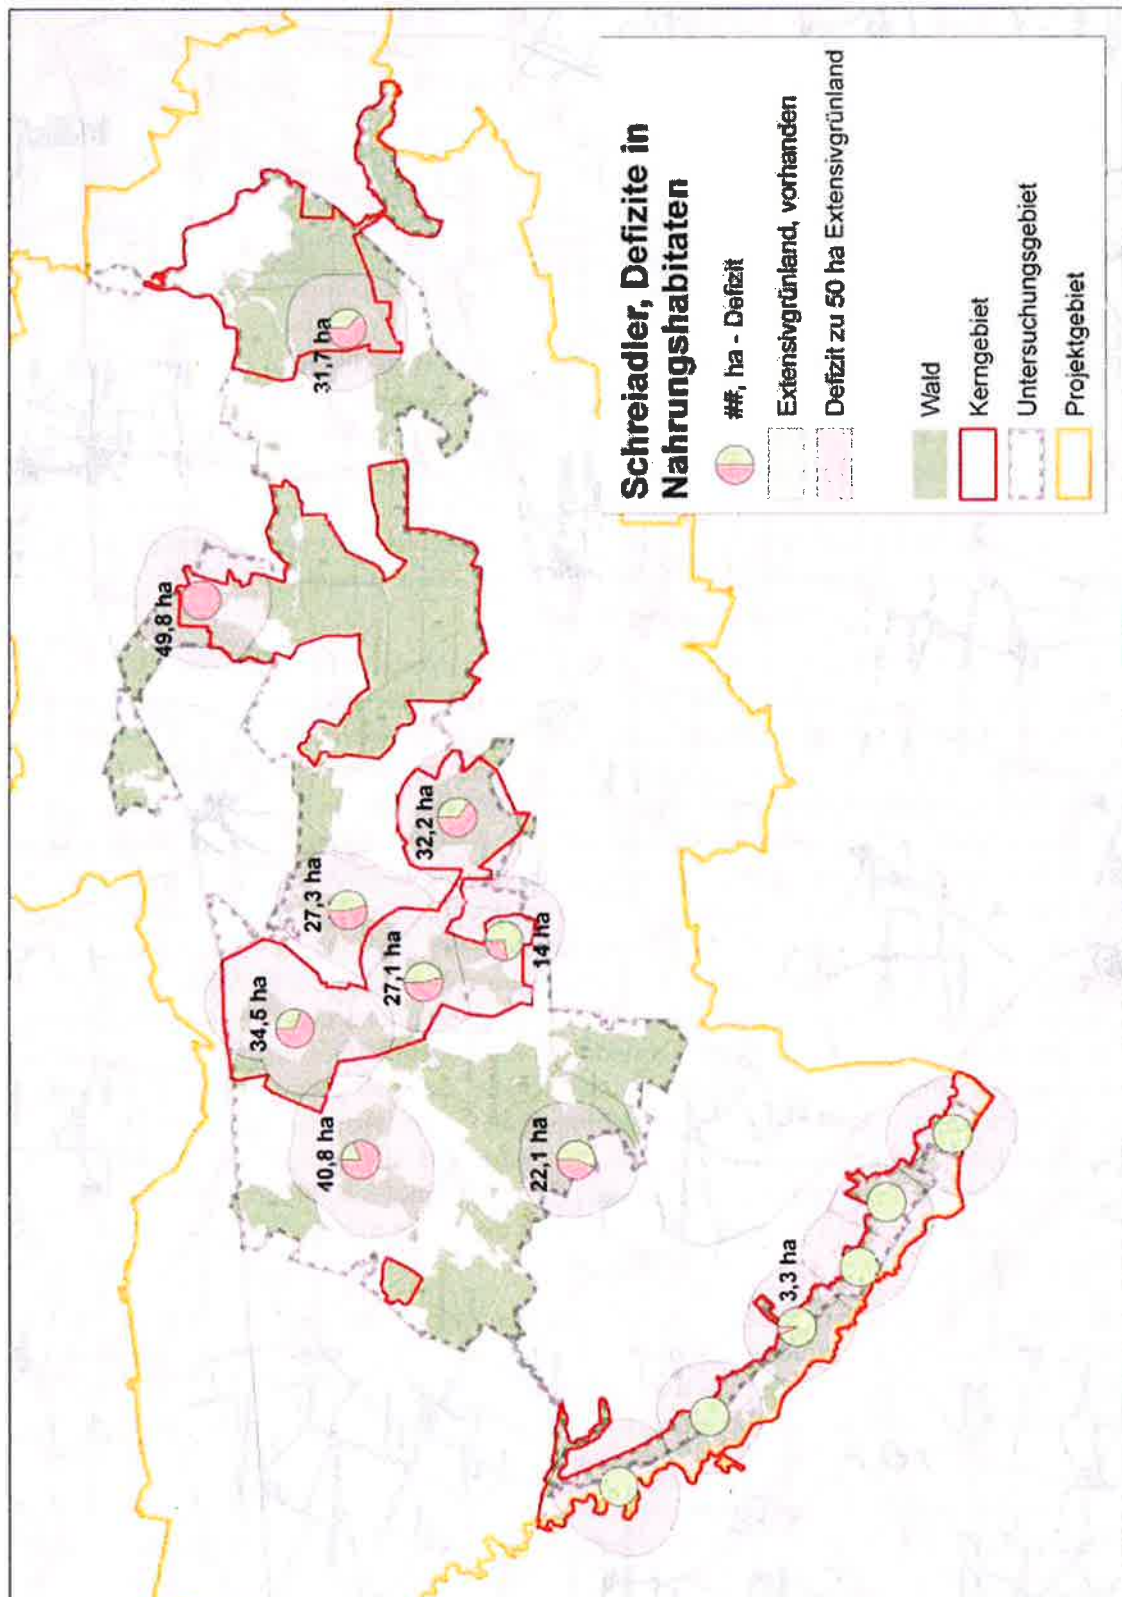 Schreiadler, Defizite in
Nahrungshabitaten
##, ha - Defizit
Extensivgrünland, vorhanden
Defizit zu 50 ha Extensivgrünland
Wald
Kerngebiet
Untersuchungsgebiet
Projektgebiet
31,7 ha
49,8 ha
32,2 ha
27,3 ha
14 ha
27,1 ha
34,5 ha
40,8 ha
22,1 ha
3,3 ha